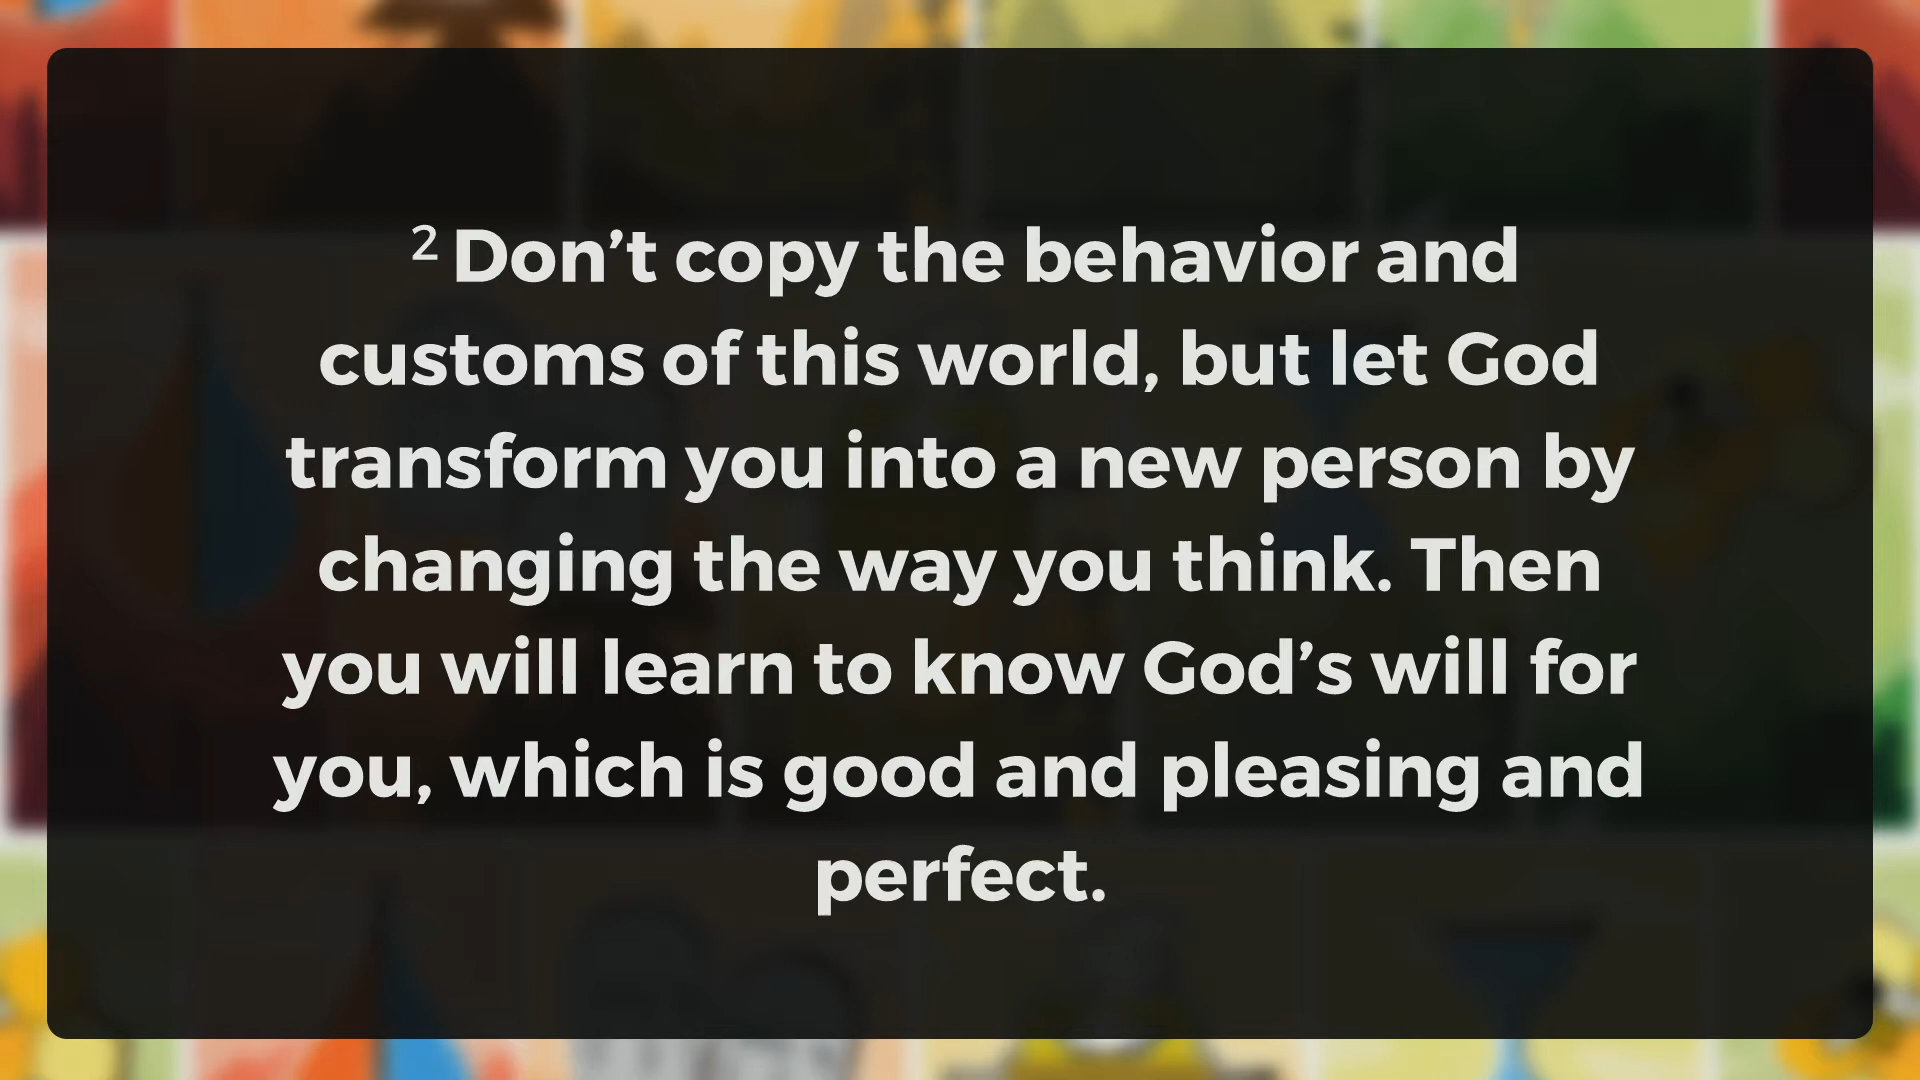 ² Don’t copy the behavior and
customs of this world, but let God
transform you into a new person by
changing the way you think. Then
you will learn to know God’s will for
you, which is good and pleasing and
perfect.